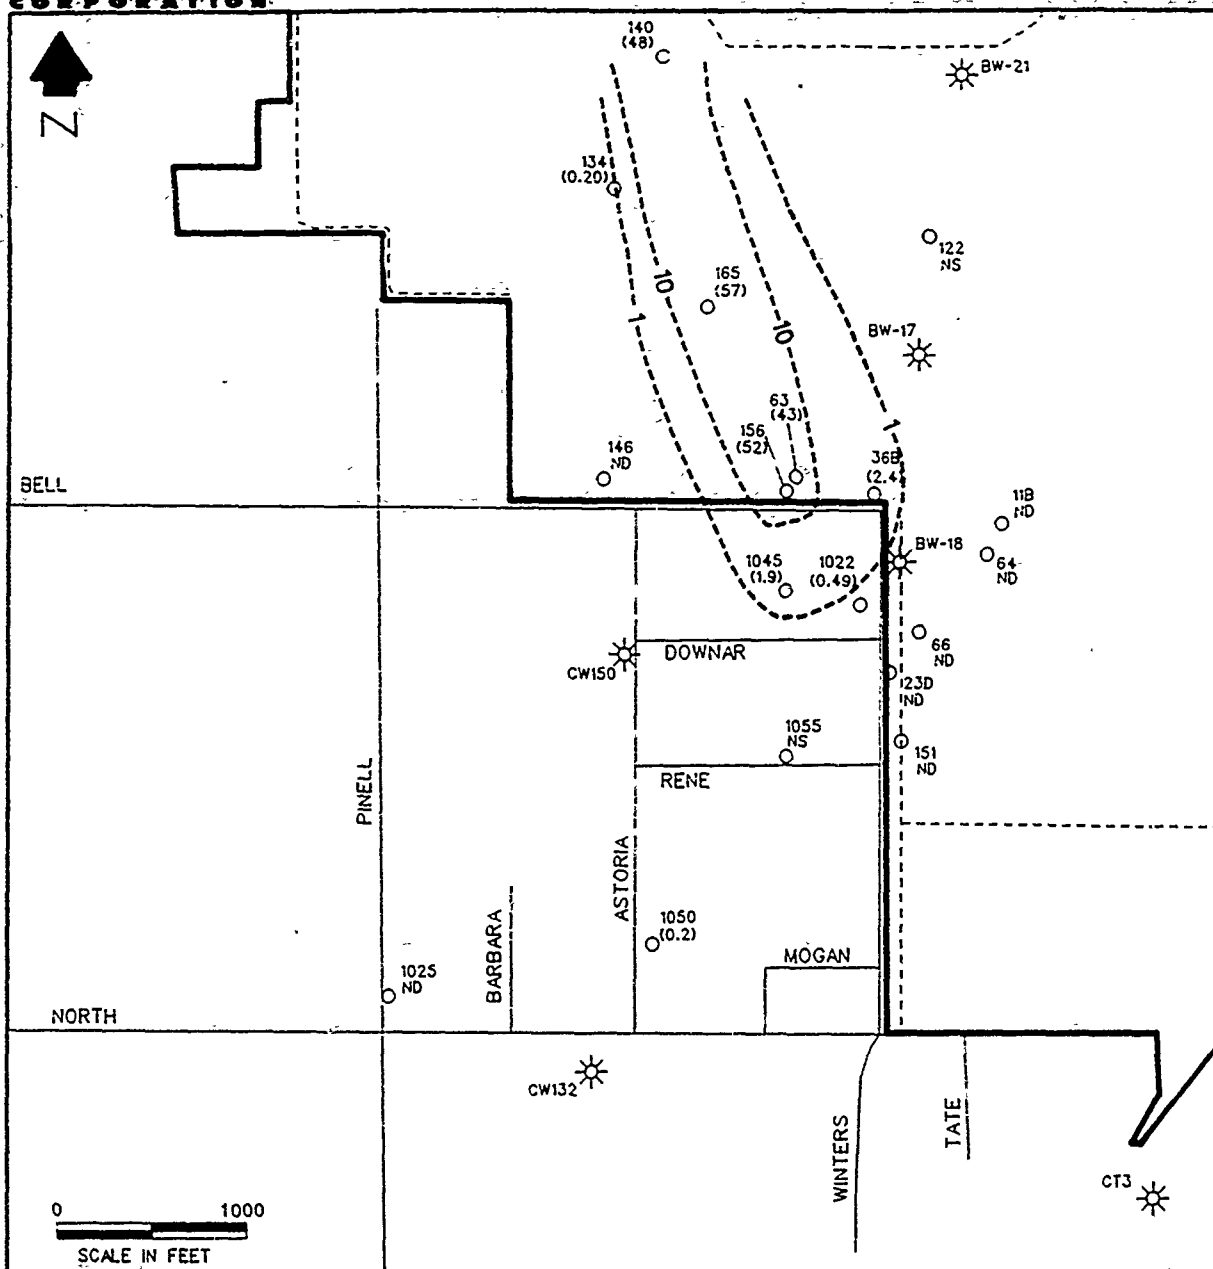 CORPORATION
140
(48)
BW-21
N
134
(0.20)
122
NS
165
(57)
10
1
10
BW-17
63
(43)
156
(52)
1
146
ND
36B
(2.4)
BELL
11B
ND
BW-18
1045
(1.9)
1022
(0.49)
64
ND
66
ND
DOWNAR
CW150
23D
ND
1055
NS
151
ND
RENE
PINELL
ASTORIA
1050
(0.2)
BARBARA
MOGAN
1025
ND
NORTH
CW132
TATE
WINTERS
CT3
0 1000
SCALE IN FEET